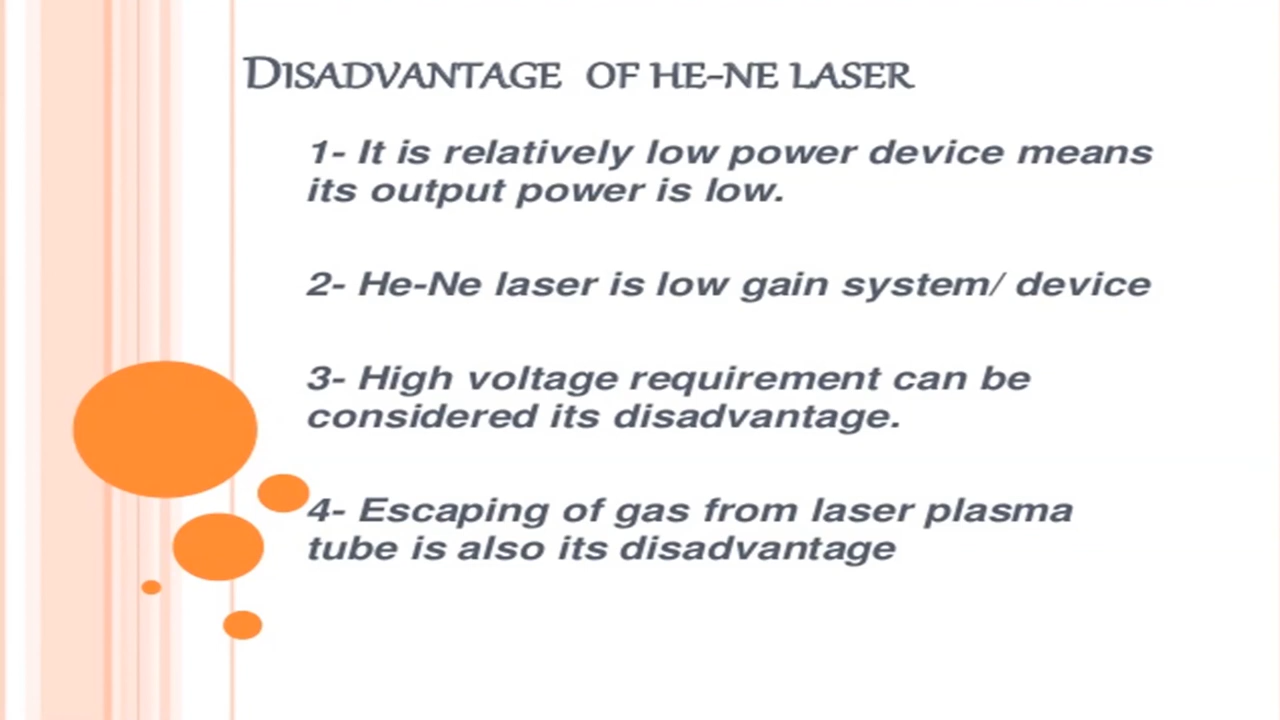 DISADVANTAGE OF HE-NE LASER
1- It is relatively low power device means
its output power is low.
2- He-Ne laser is low gain system/ device
3- High voltage requirement can be
considered its disadvantage.
4- Escaping of gas from laser plasma
tube is also its disadvantage